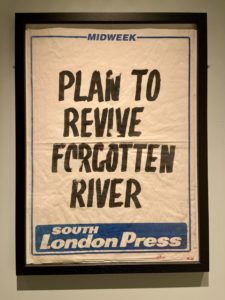 MIDWEEK
PLAN TO
REVIVE
FORGOTTEN
RIVER
SOUTH
London Press